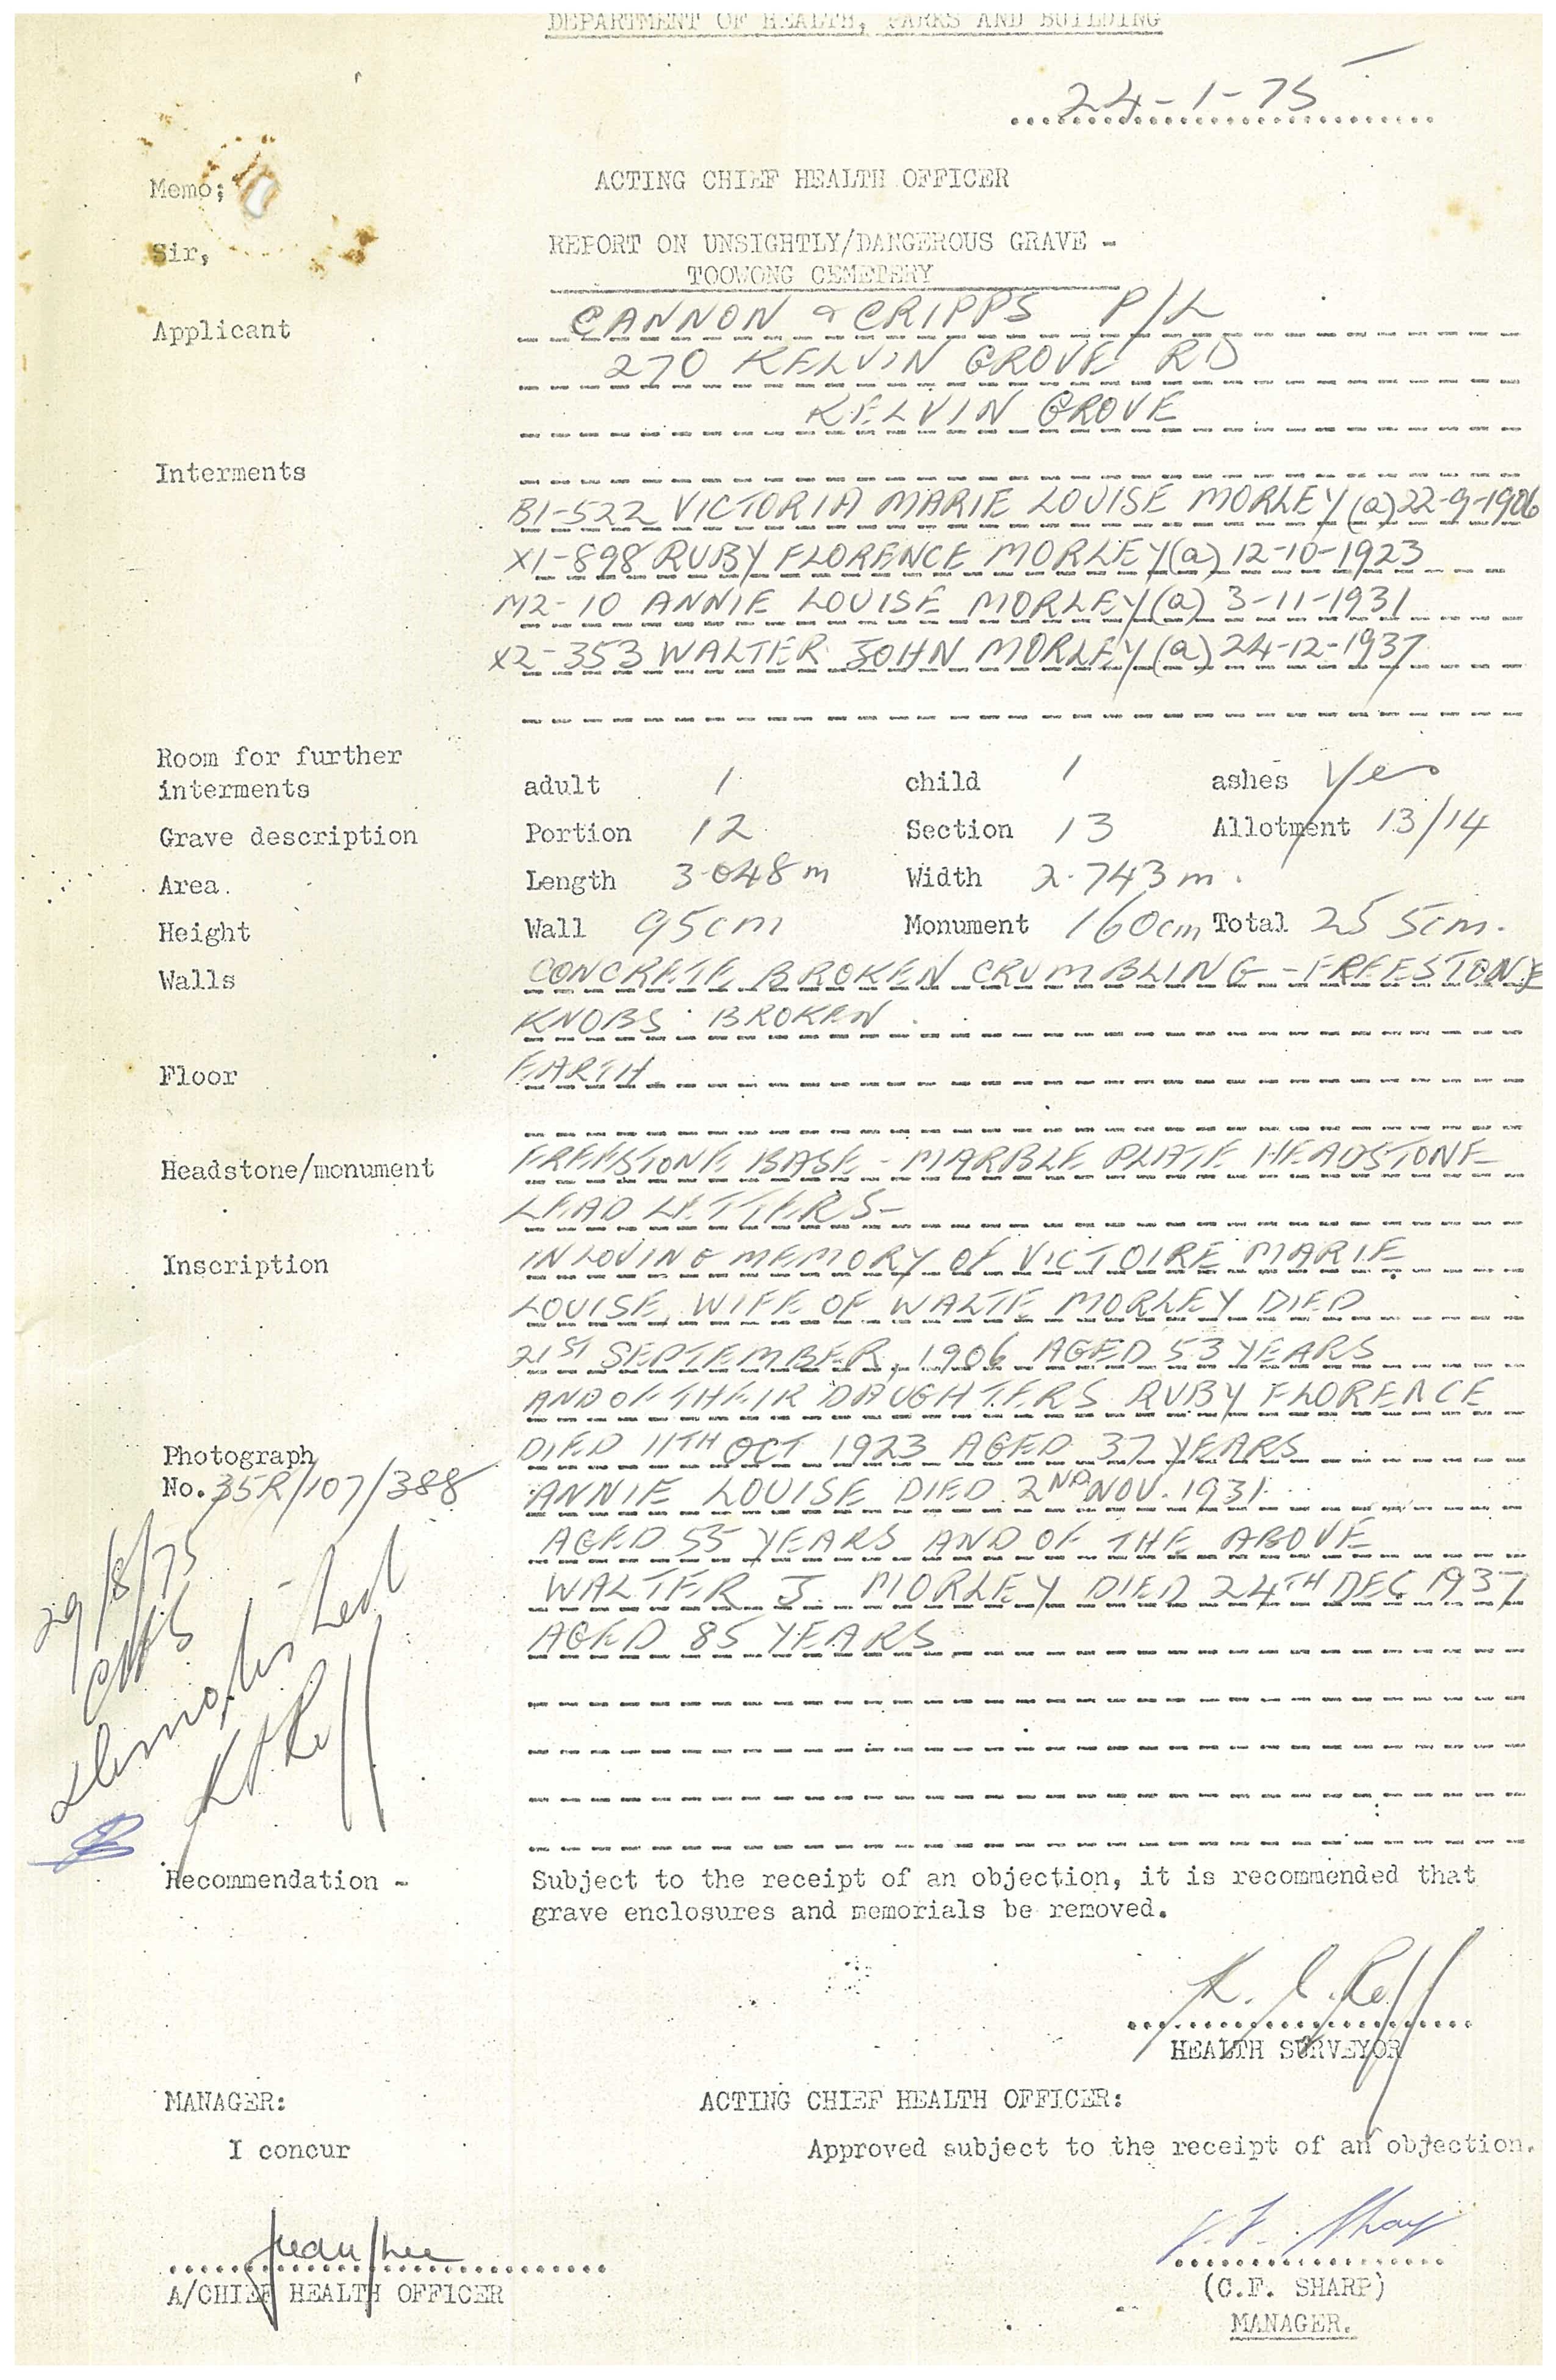 DEPARTMENT OF HEALTH, PARKS AND BUILDING
24-1-75
Memo; ACTING CHIEF HEALTH OFFICER
Sir, REPORT ON UNSIGHTLY/DANGEROUS GRAVE -
TOOWONG CEMETERY
Applicant CANNON & CRIPPS P/L
270 KELVIN GROVE RD
KELVIN GROVE
Interments
B1-522 VICTORIA MARIE LOUISE MORLEY (a) 22-9-1906
X1-898 RUBY FLORENCE MORLEY (a) 12-10-1923
M2-10 ANNIE LOUISE MORLEY (a) 3-11-1931
X2-353 WALTER JOHN MORLEY (a) 24-12-1937
Room for further
interments adult 1 child 1 ashes Yes
Grave description Portion 12 Section 13 Allotment 13/14
Area. Length 3.048m Width 2.743m.
Height Wall 95cm Monument 160cm Total 255cm.
Walls CONCRETE BROKEN CRUMBLING - FREESTONE
KNOBS BROKEN
Floor EARTH
Headstone/monument FREESTONE BASE - MARBLE PLATE HEADSTONE
LEAD LETTERS -
Inscription IN LOVING MEMORY OF VICTOIRE MARIE
LOUISE, WIFE OF WALTE MORLEY DIED
21ST SEPTEMBER, 1906 AGED 53 YEARS
AND OF THEIR DAUGHTERS RUBY FLORENCE
Photograph DIED 11TH OCT 1923 AGED 37 YEARS
No. 35R/107/388 ANNIE LOUISE DIED 2ND NOV. 1931
AGED 55 YEARS AND OF THE ABOVE
WALTER J. MORLEY DIED 24TH DEC 1937
AGED 85 YEARS
29/8/75
Demolished
Recommendation - Subject to the receipt of an objection, it is recommended that
grave enclosures and memorials be removed.
HEALTH SURVEYOR
MANAGER: ACTING CHIEF HEALTH OFFICER:
I concur Approved subject to the receipt of an objection.
A/CHIEF HEALTH OFFICER (C.F. SHARP)
MANAGER.